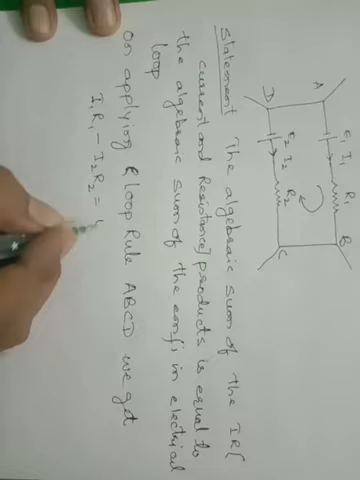 A
E₁ I₁ R₁
B
D
E₂ I₂ R₂
C
Statement The algebraic sum of the IR(
current and Resistance) products is equal to
the algebraic sum of the emfs in electrical
loop
On applying loop Rule ABCD we get
I₁R₁ - I₂R₂ =